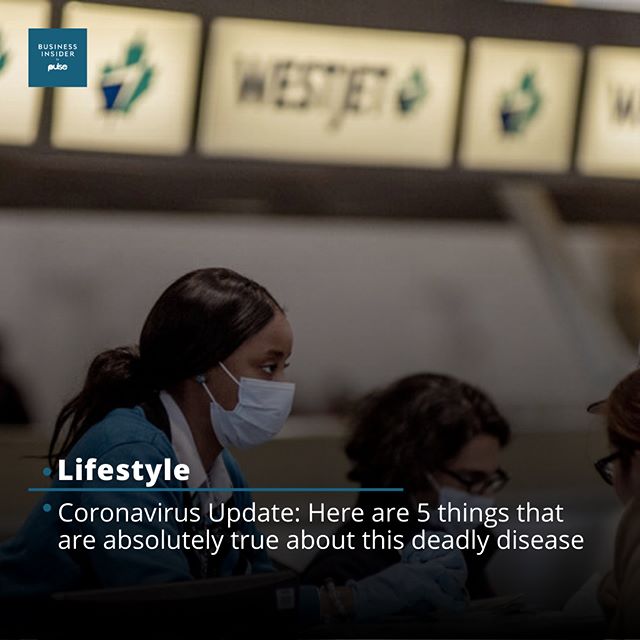 BUSINESS
INSIDER
by
pulse
WESTJET
W
Lifestyle
Coronavirus Update: Here are 5 things that
are absolutely true about this deadly disease